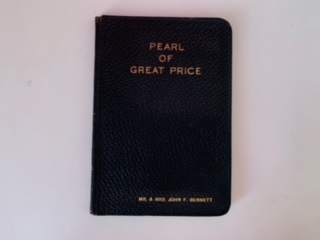 PEARL
OF
GREAT PRICE
MR. & MRS. JOHN F. BENNETT